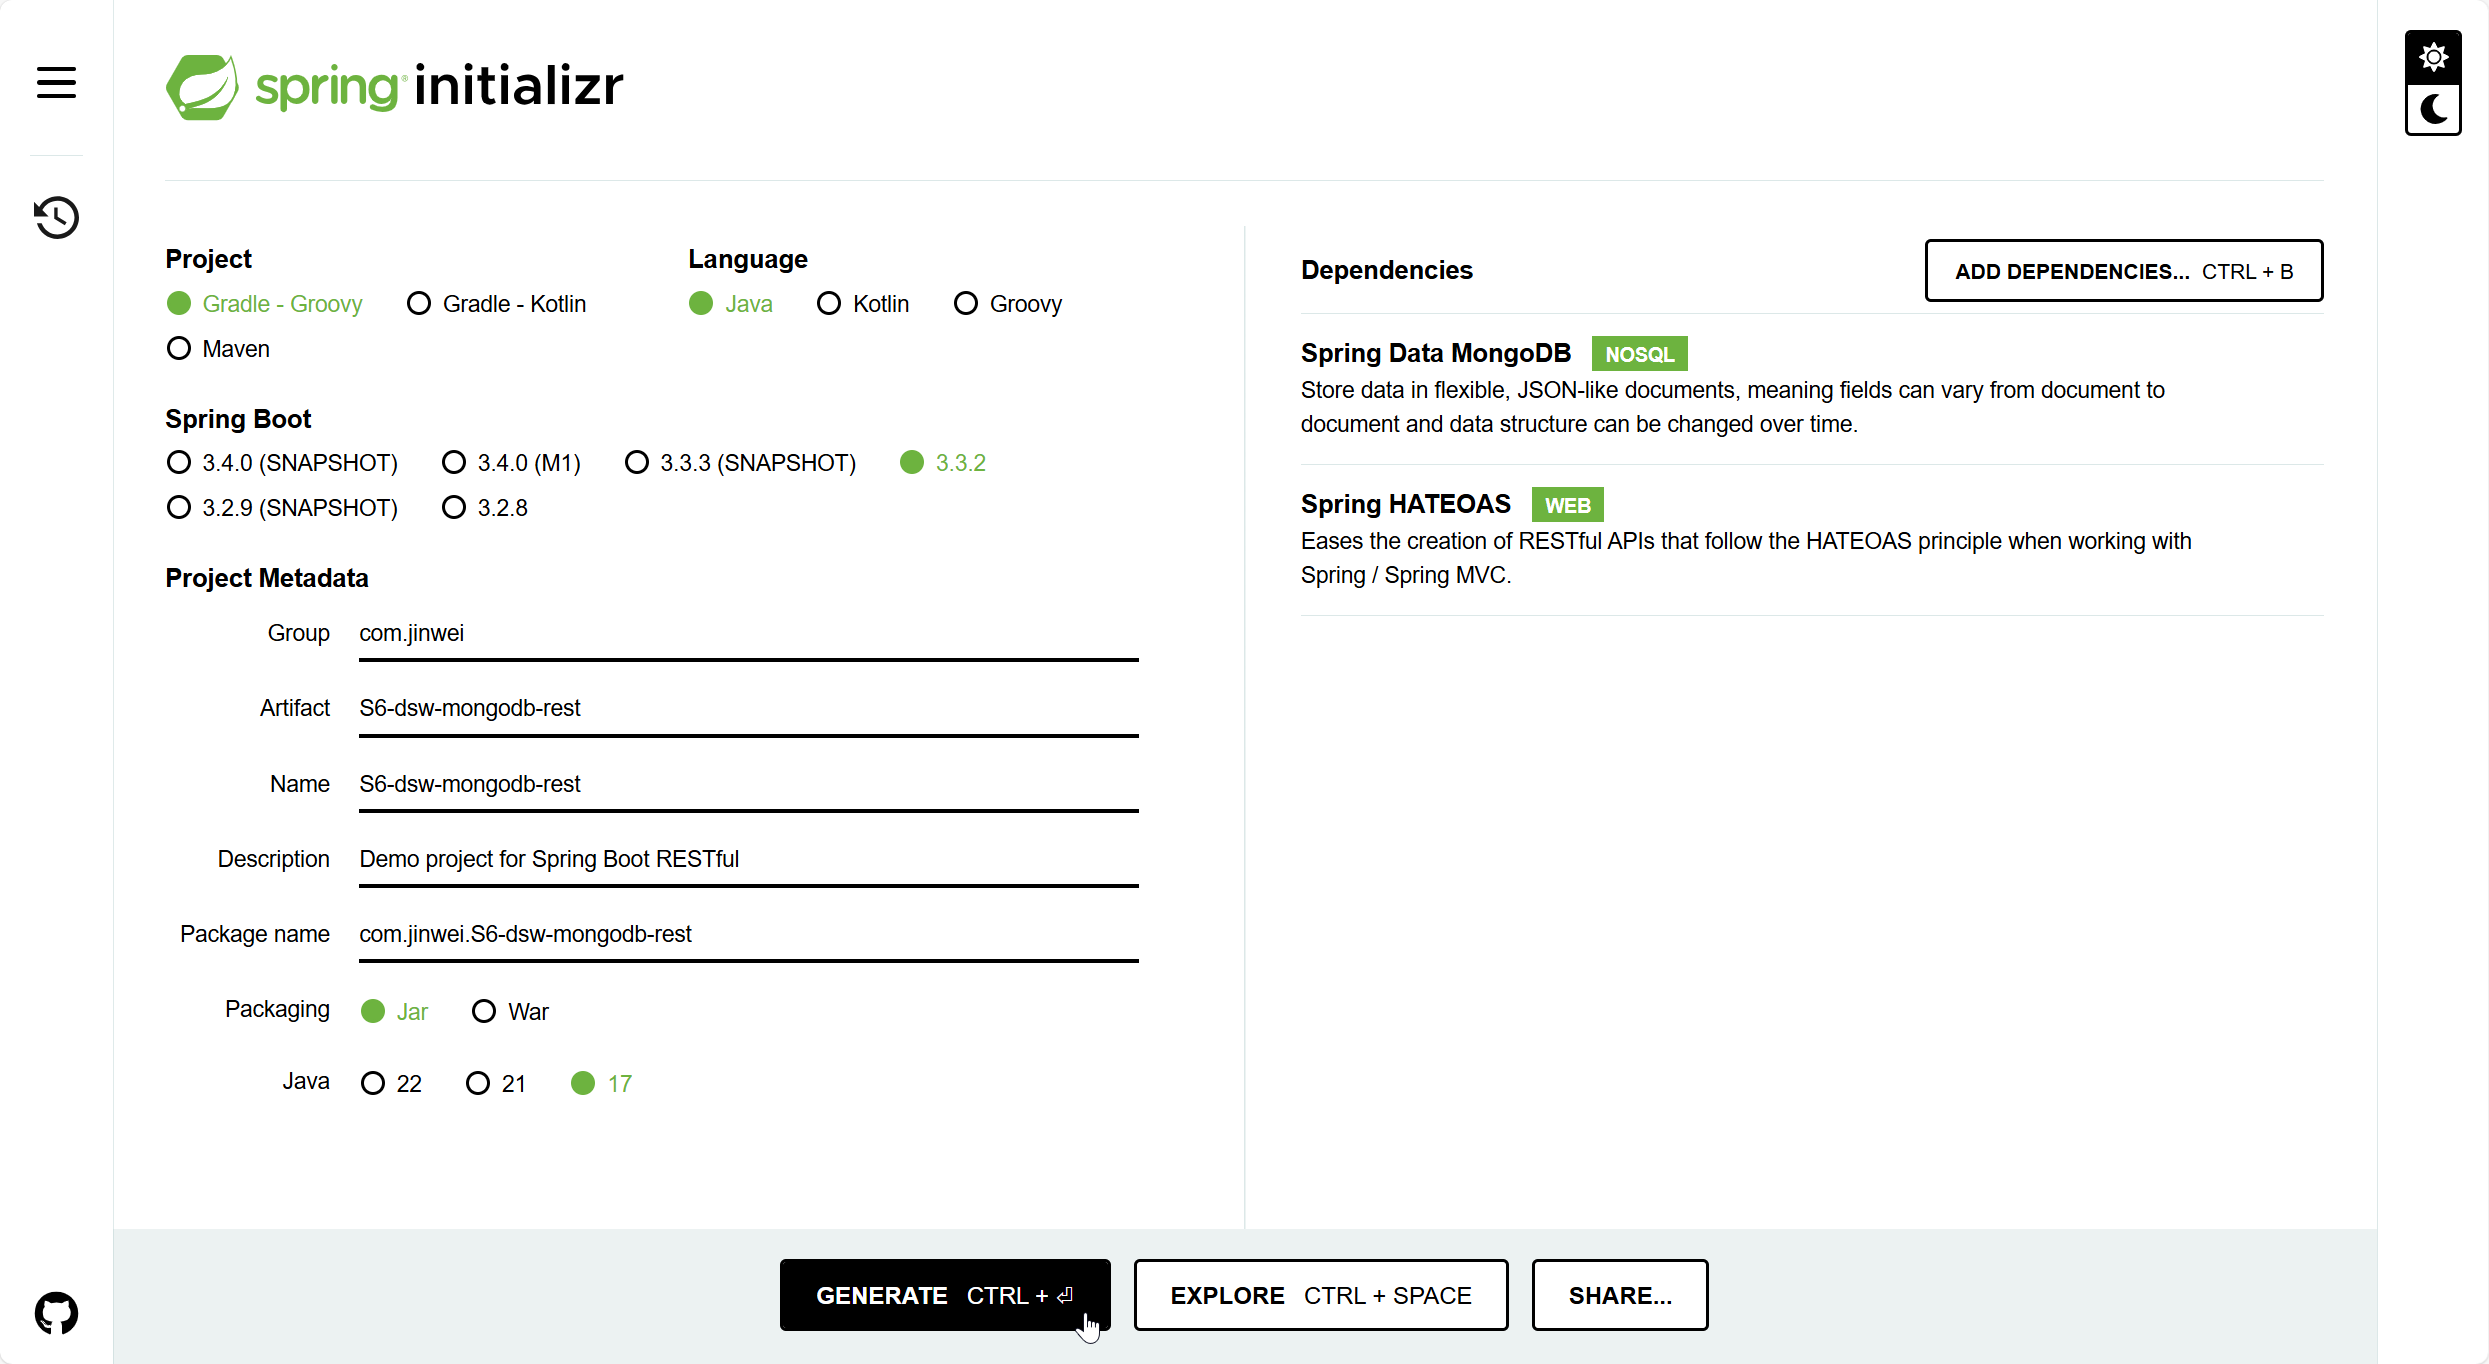 spring initializr
Project
Gradle - Groovy
Gradle - Kotlin
Maven
Language
Java
Kotlin
Groovy
Spring Boot
3.4.0 (SNAPSHOT)
3.4.0 (M1)
3.3.3 (SNAPSHOT)
3.3.2
3.2.9 (SNAPSHOT)
3.2.8
Project Metadata
Group com.jinwei
Artifact S6-dsw-mongodb-rest
Name S6-dsw-mongodb-rest
Description Demo project for Spring Boot RESTful
Package name com.jinwei.S6-dsw-mongodb-rest
Packaging Jar War
Java 22 21 17
Dependencies
ADD DEPENDENCIES... CTRL + B
Spring Data MongoDB NOSQL
Store data in flexible, JSON-like documents, meaning fields can vary from document to
document and data structure can be changed over time.
Spring HATEOAS WEB
Eases the creation of RESTful APIs that follow the HATEOAS principle when working with
Spring / Spring MVC.
GENERATE CTRL + ⏎
EXPLORE CTRL + SPACE
SHARE...